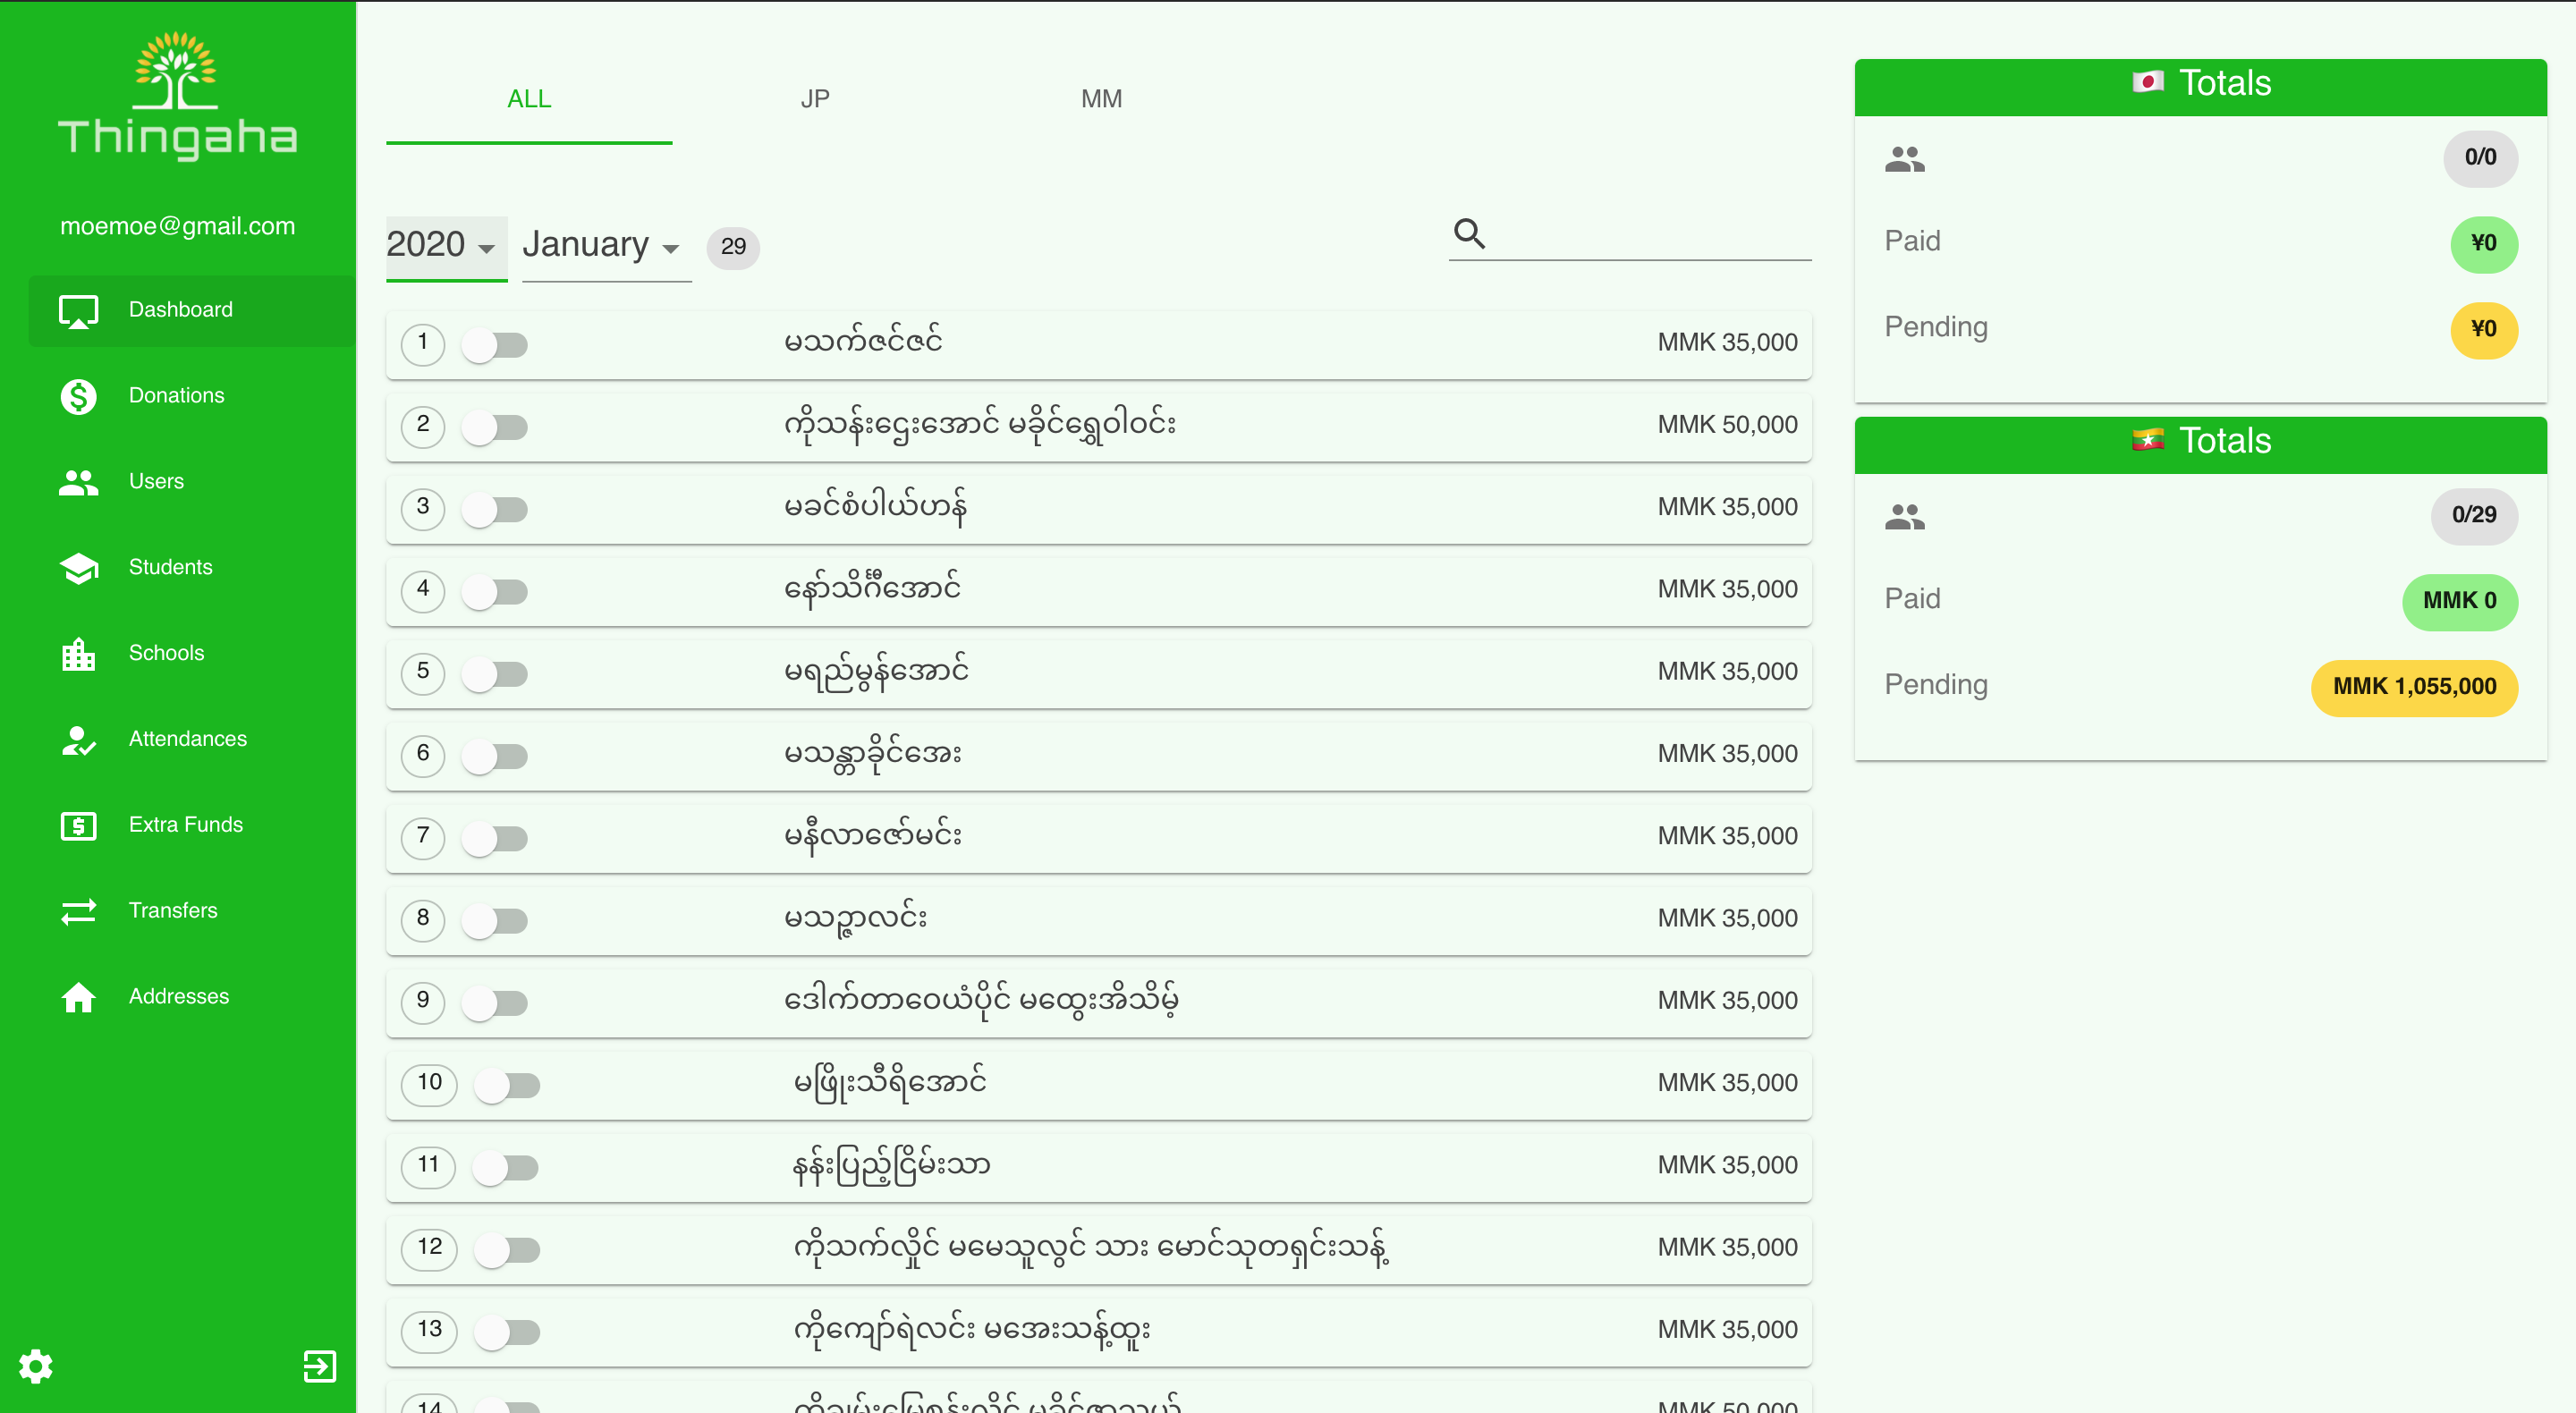 Thingaha
moemoe@gmail.com
Dashboard
Donations
Users
Students
Schools
Attendances
Extra Funds
Transfers
Addresses
ALL JP MM
2020 January 29
1 မသက်ဇင်ဇင် MMK 35,000
2 ကိုသန်းဌေးအောင် မခိုင်ရွှေဝါဝင်း MMK 50,000
3 မခင်စံပါယ်ဟန် MMK 35,000
4 နော်သိင်္ဂီအောင် MMK 35,000
5 မရည်မွန်အောင် MMK 35,000
6 မသန္တာခိုင်အေး MMK 35,000
7 မနီလာဇော်မင်း MMK 35,000
8 မသဉ္ဇာလင်း MMK 35,000
9 ဒေါက်တာဝေယံပိုင် မထွေးအိသိမ့် MMK 35,000
10 မဖြိုးသီရိအောင် MMK 35,000
11 နန်းပြည့်ငြိမ်းသာ MMK 35,000
12 ကိုသက်လှိုင် မမေသူလွင် သား မောင်သုတရှင်းသန့် MMK 35,000
13 ကိုကျော်ရဲလင်း မအေးသန့်ထူး MMK 35,000
14 MMK 50,000
Totals
0/0
Paid ¥0
Pending ¥0
Totals
0/29
Paid MMK 0
Pending MMK 1,055,000